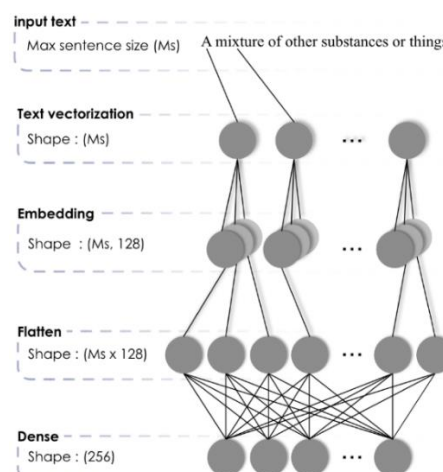 input text
Max sentence size (Ms)
A mixture of other substances or things
Text vectorization
Shape : (Ms)
...
Embedding
Shape : (Ms, 128)
...
Flatten
Shape : (Ms x 128)
...
Dense
Shape : (256)
...